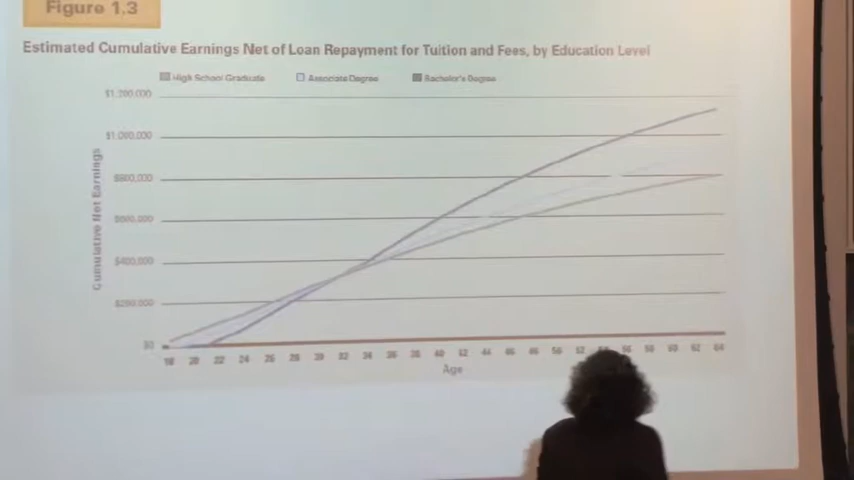 Figure 1.3
Estimated Cumulative Earnings Net of Loan Repayment for Tuition and Fees, by Education Level
High School Graduate Associate Degree Bachelor's Degree
$1,200,000
$1,000,000
$800,000
$600,000
$400,000
$200,000
$0
Cumulative Net Earnings
18 20 22 24 26 28 30 32 34 36 38 40 42 44 46 48 50 52 56 58 60 62 64
Age